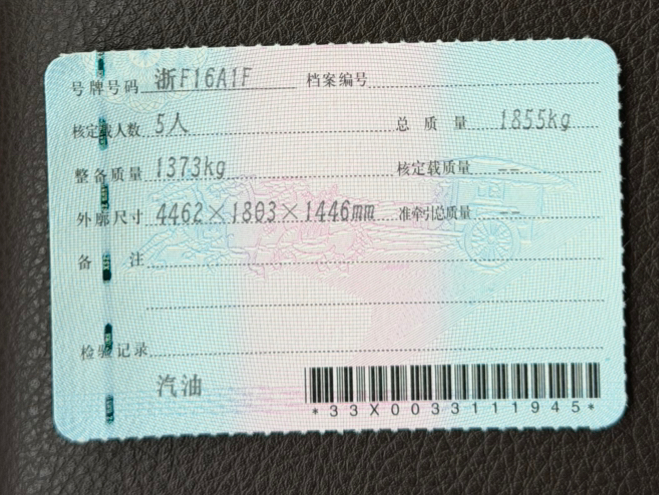 号牌号码 浙F16A1F 档案编号
核定载人数 5人 总质量 1855kg
整备质量 1373kg 核定载质量 --
外廓尺寸 4462×1803×1446mm 准牵引总质量 --
备注
检验记录
汽油
*33X0033111945*